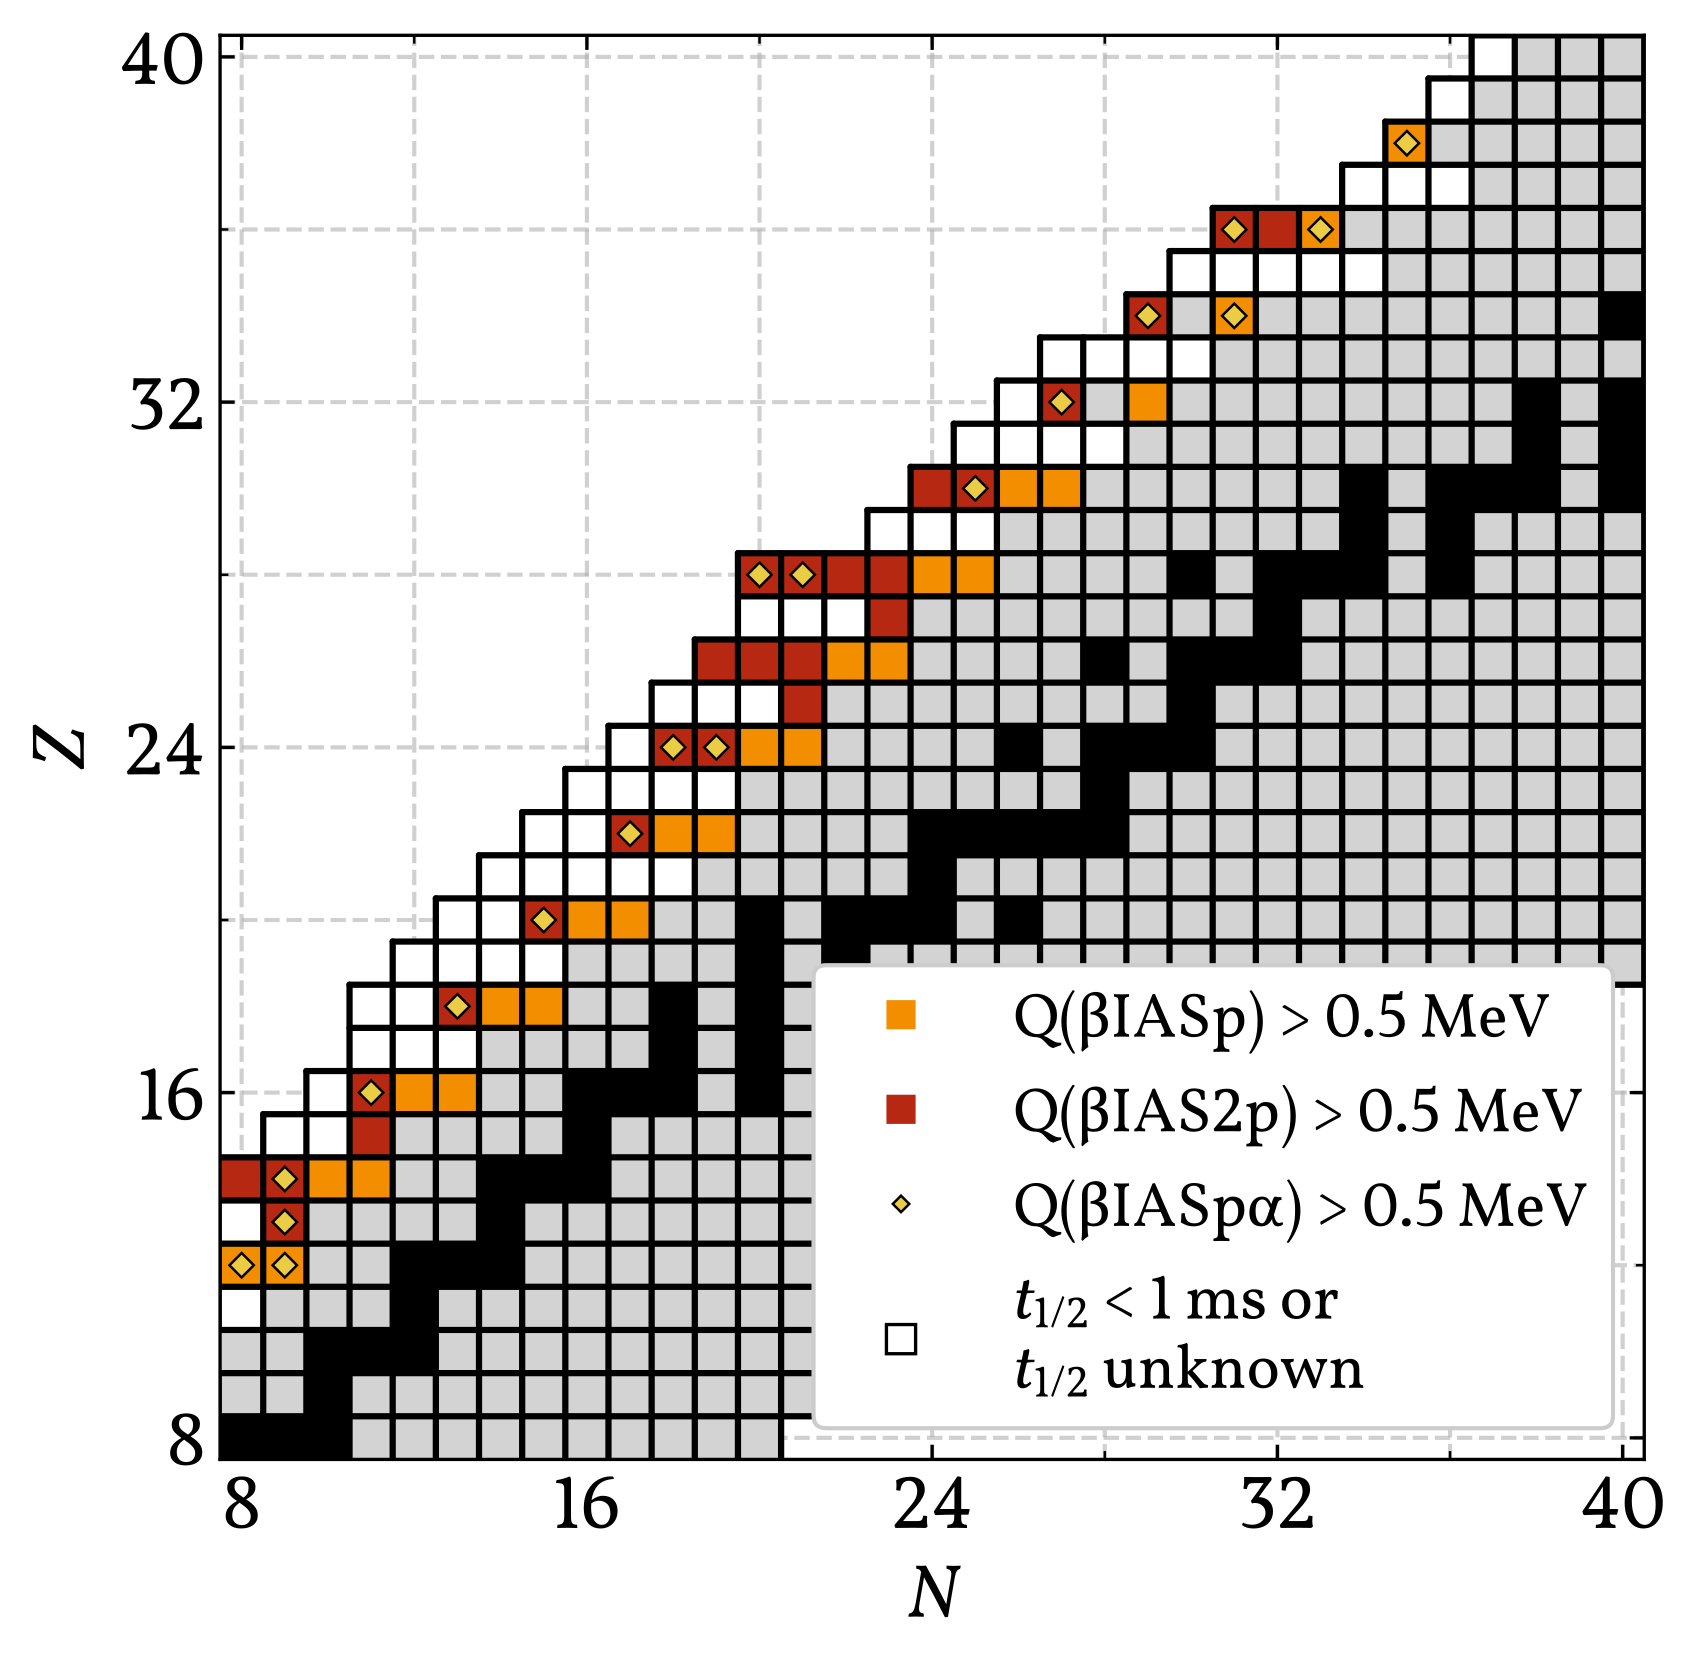 40
32
24
16
8
Z
8 16 24 32 40
N
Q(βIASp) > 0.5 MeV
Q(βIAS2p) > 0.5 MeV
Q(βIASpα) > 0.5 MeV
t1/2 < 1 ms or
t1/2 unknown